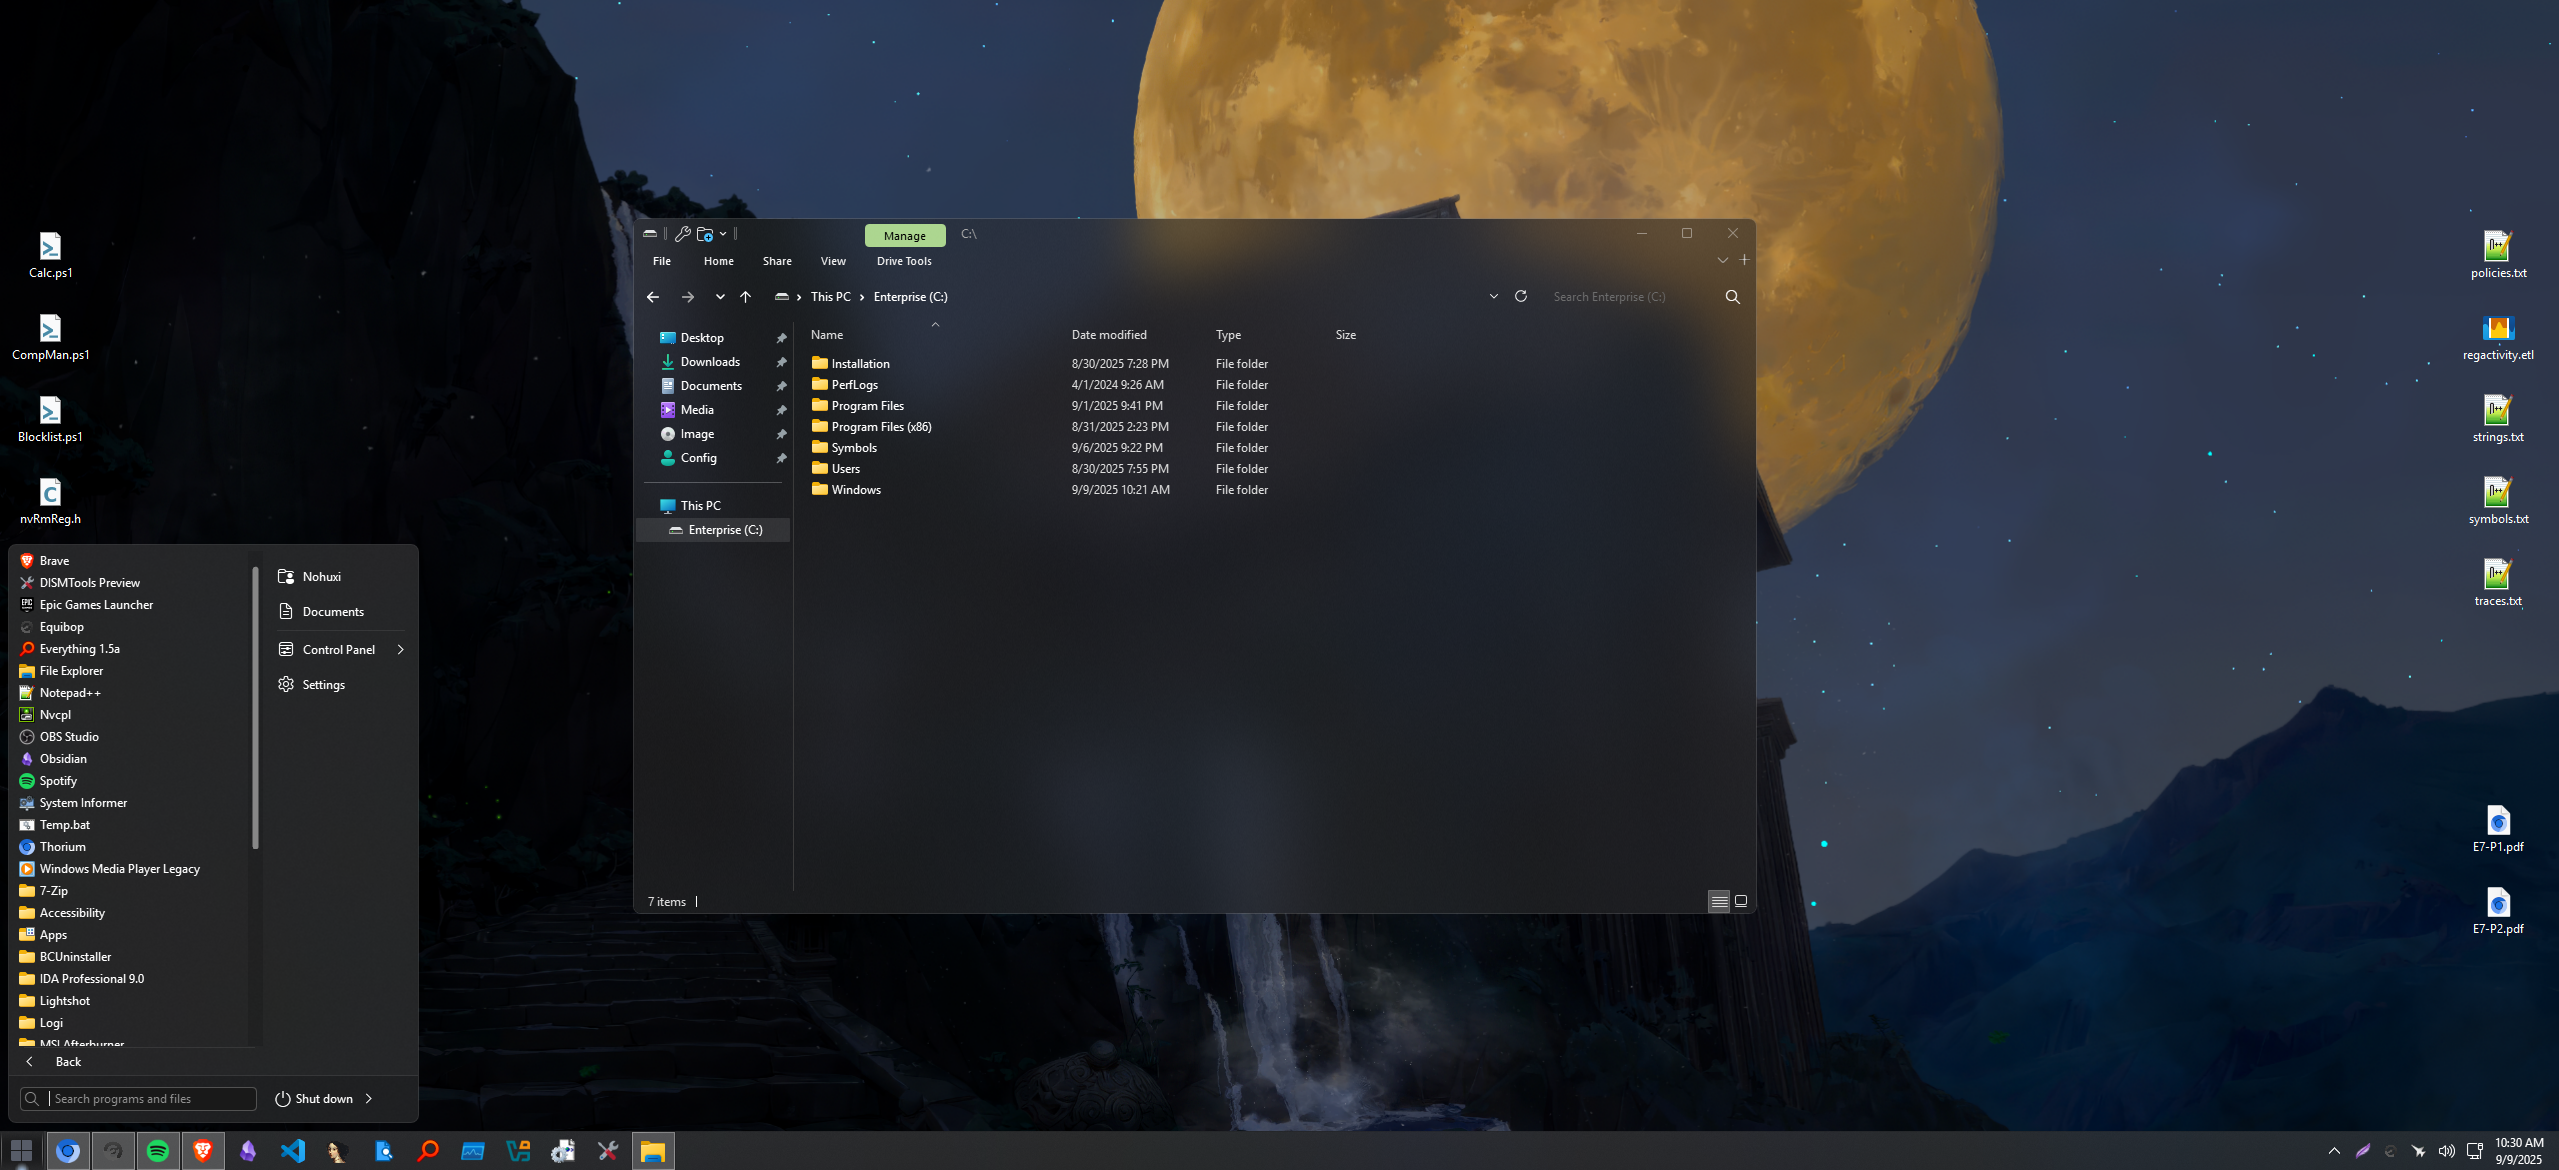 Calc.ps1
CompMan.ps1
Blocklist.ps1
nvRmReg.h
Manage
C:\
File
Home
Share
View
Drive Tools
This PC
Enterprise (C:)
Search Enterprise (C:)
Desktop
Downloads
Documents
Media
Image
Config
This PC
Enterprise (C:)
Name Date modified Type Size
Installation 8/30/2025 7:28 PM File folder
PerfLogs 4/1/2024 9:26 AM File folder
Program Files 9/1/2025 9:41 PM File folder
Program Files (x86) 8/31/2025 2:23 PM File folder
Symbols 9/6/2025 9:22 PM File folder
Users 8/30/2025 7:55 PM File folder
Windows 9/9/2025 10:21 AM File folder
7 items
policies.txt
regactivity.etl
strings.txt
symbols.txt
traces.txt
E7-P1.pdf
E7-P2.pdf
Brave
DISMTools Preview
Epic Games Launcher
Equibop
Everything 1.5a
File Explorer
Notepad++
Nvcpl
OBS Studio
Obsidian
Spotify
System Informer
Temp.bat
Thorium
Windows Media Player Legacy
7-Zip
Accessibility
Apps
BCUninstaller
IDA Professional 9.0
Lightshot
Logi
MSI Afterburner
Back
Search programs and files
Nohuxi
Documents
Control Panel
Settings
Shut down
10:30 AM
9/9/2025